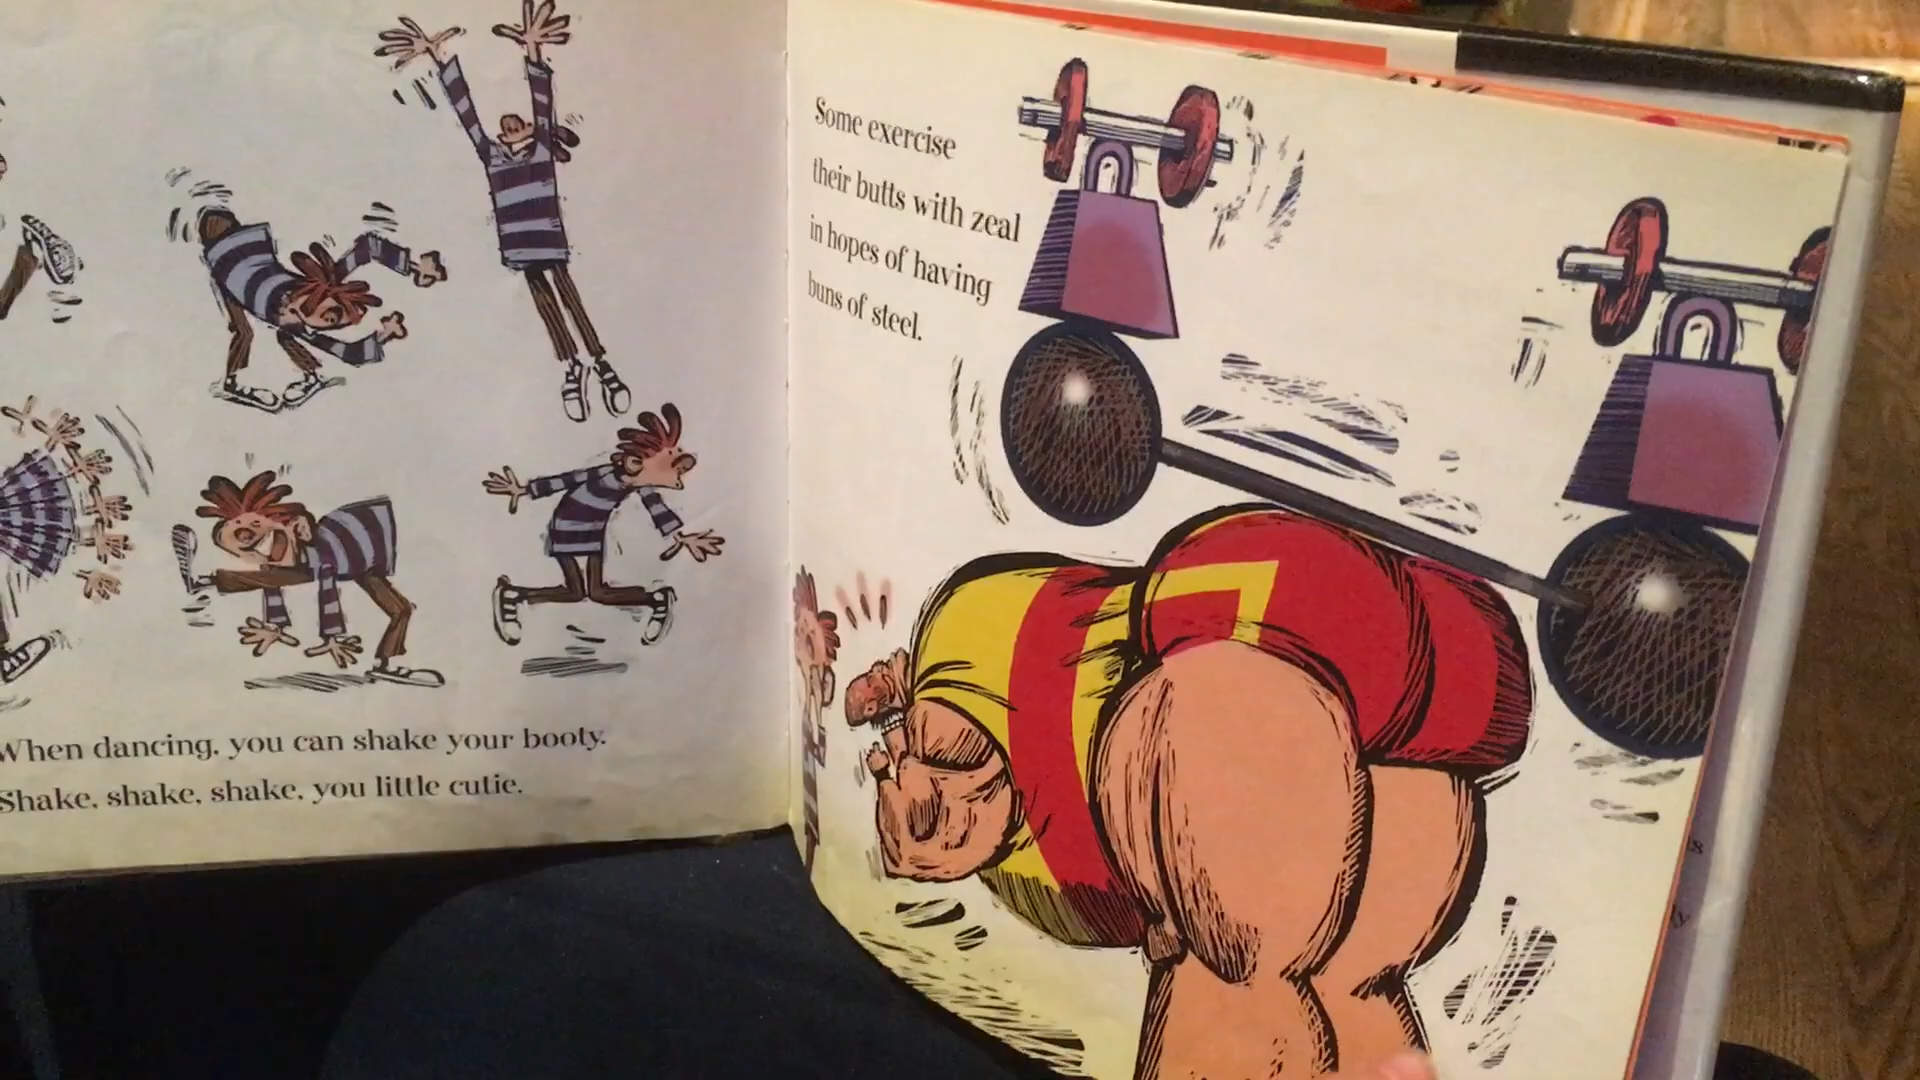 When dancing, you can shake your booty.
Shake, shake, shake, you little cutie.
Some exercise
their butts with zeal
in hopes of having
buns of steel.